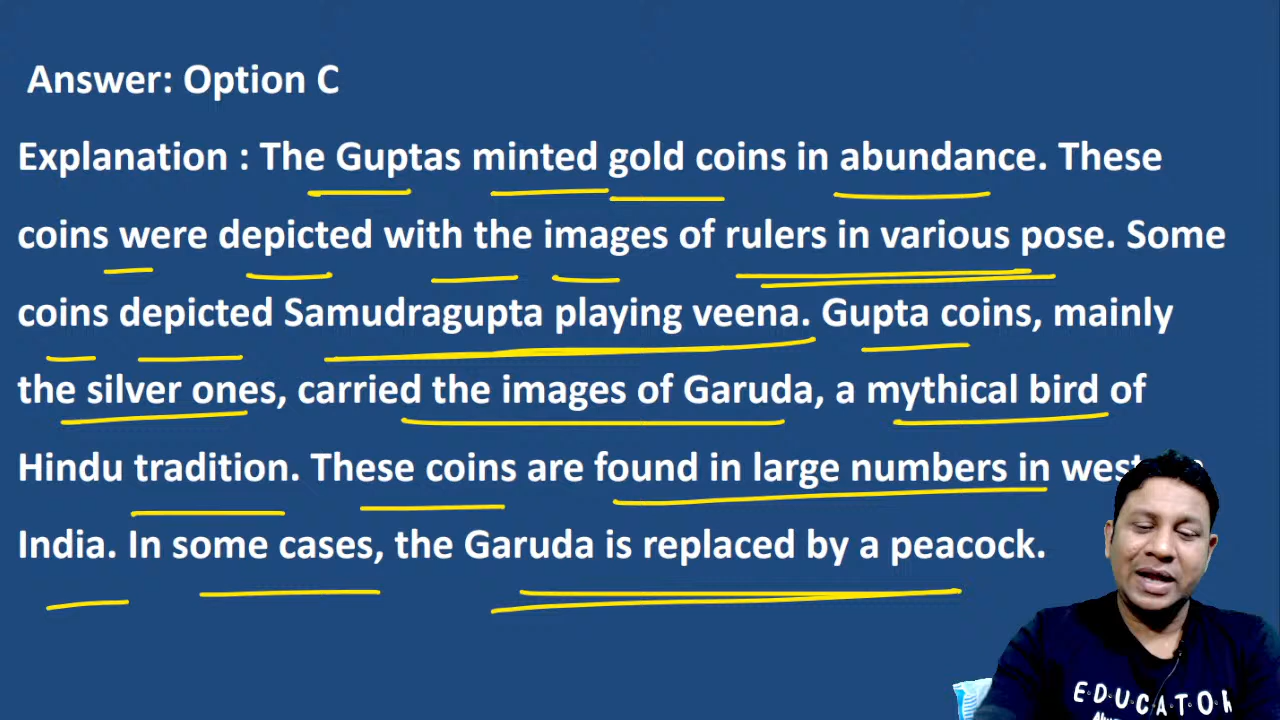 Answer: Option C
Explanation : The Guptas minted gold coins in abundance. These
coins were depicted with the images of rulers in various pose. Some
coins depicted Samudragupta playing veena. Gupta coins, mainly
the silver ones, carried the images of Garuda, a mythical bird of
Hindu tradition. These coins are found in large numbers in
India. In some cases, the Garuda is replaced by a peacock.
EDUCATOR